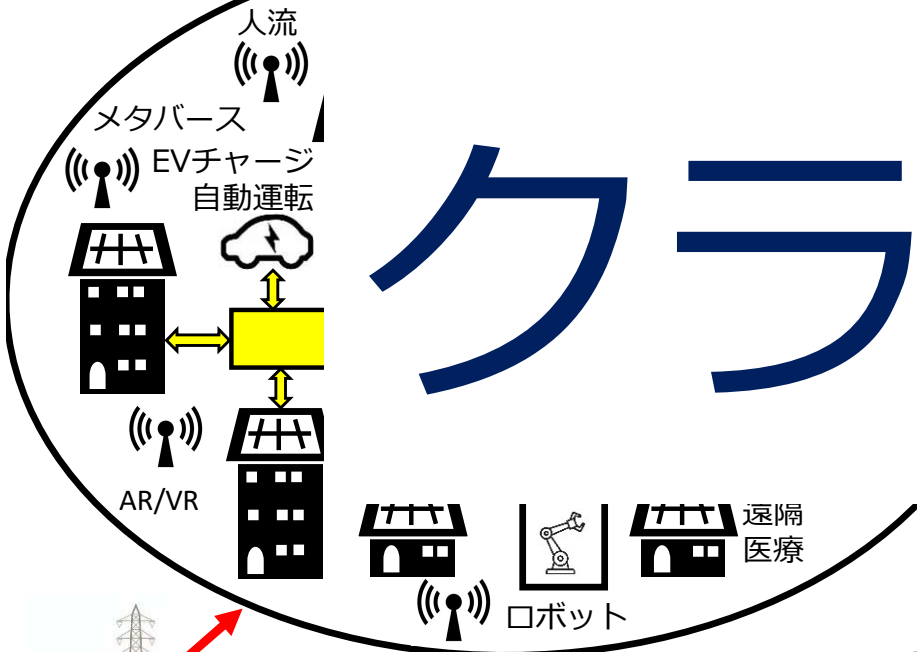 人流
メタバース
EVチャージ
自動運転
クラ
AR/VR
遠隔
医療
ロボット